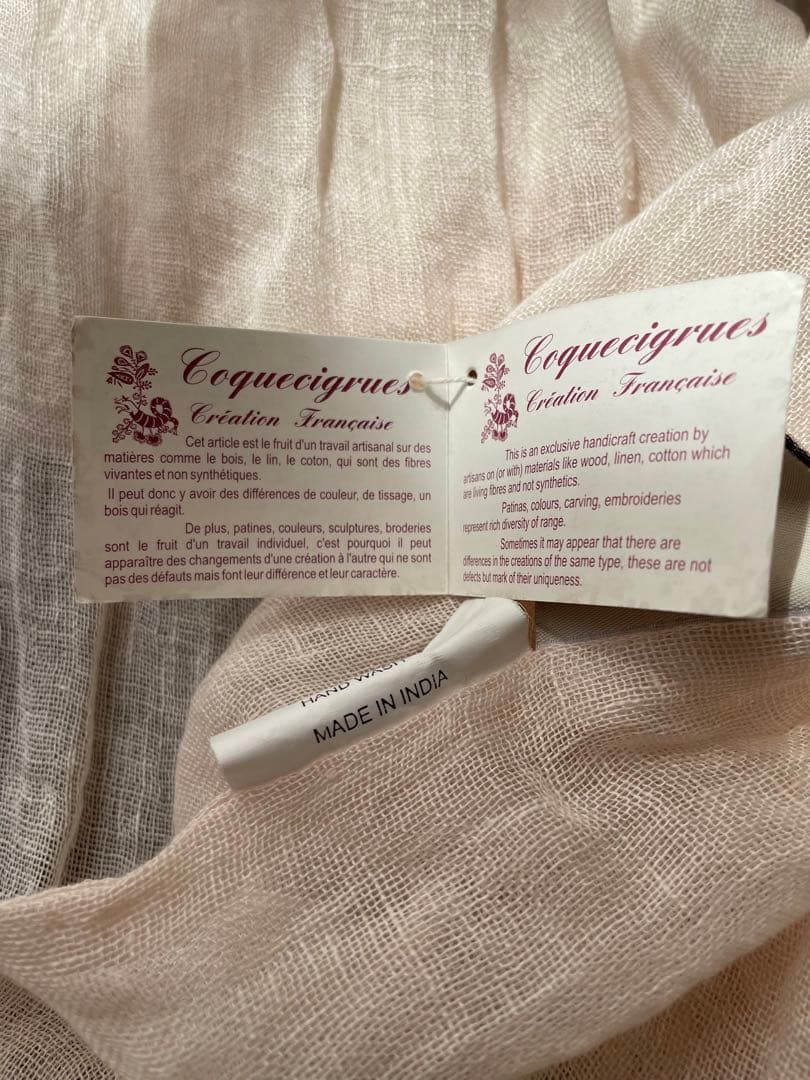 Coquecigrues
Création Française
Cet article est le fruit d'un travail artisanal sur des
matières comme le bois, le lin, le coton, qui sont des fibres
vivantes et non synthétiques.
Il peut donc y avoir des différences de couleur, de tissage, un
bois qui réagit.
De plus, patines, couleurs, sculptures, broderies
sont le fruit d'un travail individuel, c'est pourquoi il peut
apparaître des changements d'une création à l'autre qui ne sont
pas des défauts mais font leur différence et leur caractère.
Coquecigrues
Création Française
This is an exclusive handicraft creation by
artisans on (or with) materials like wood, linen, cotton which
are living fibres and not synthetics.
Patinas, colours, carving, embroideries
represent rich diversity of range.
Sometimes it may appear that there are
differences in the creations of the same type, these are not
defects but mark of their uniqueness.
HAND WASH
MADE IN INDIA